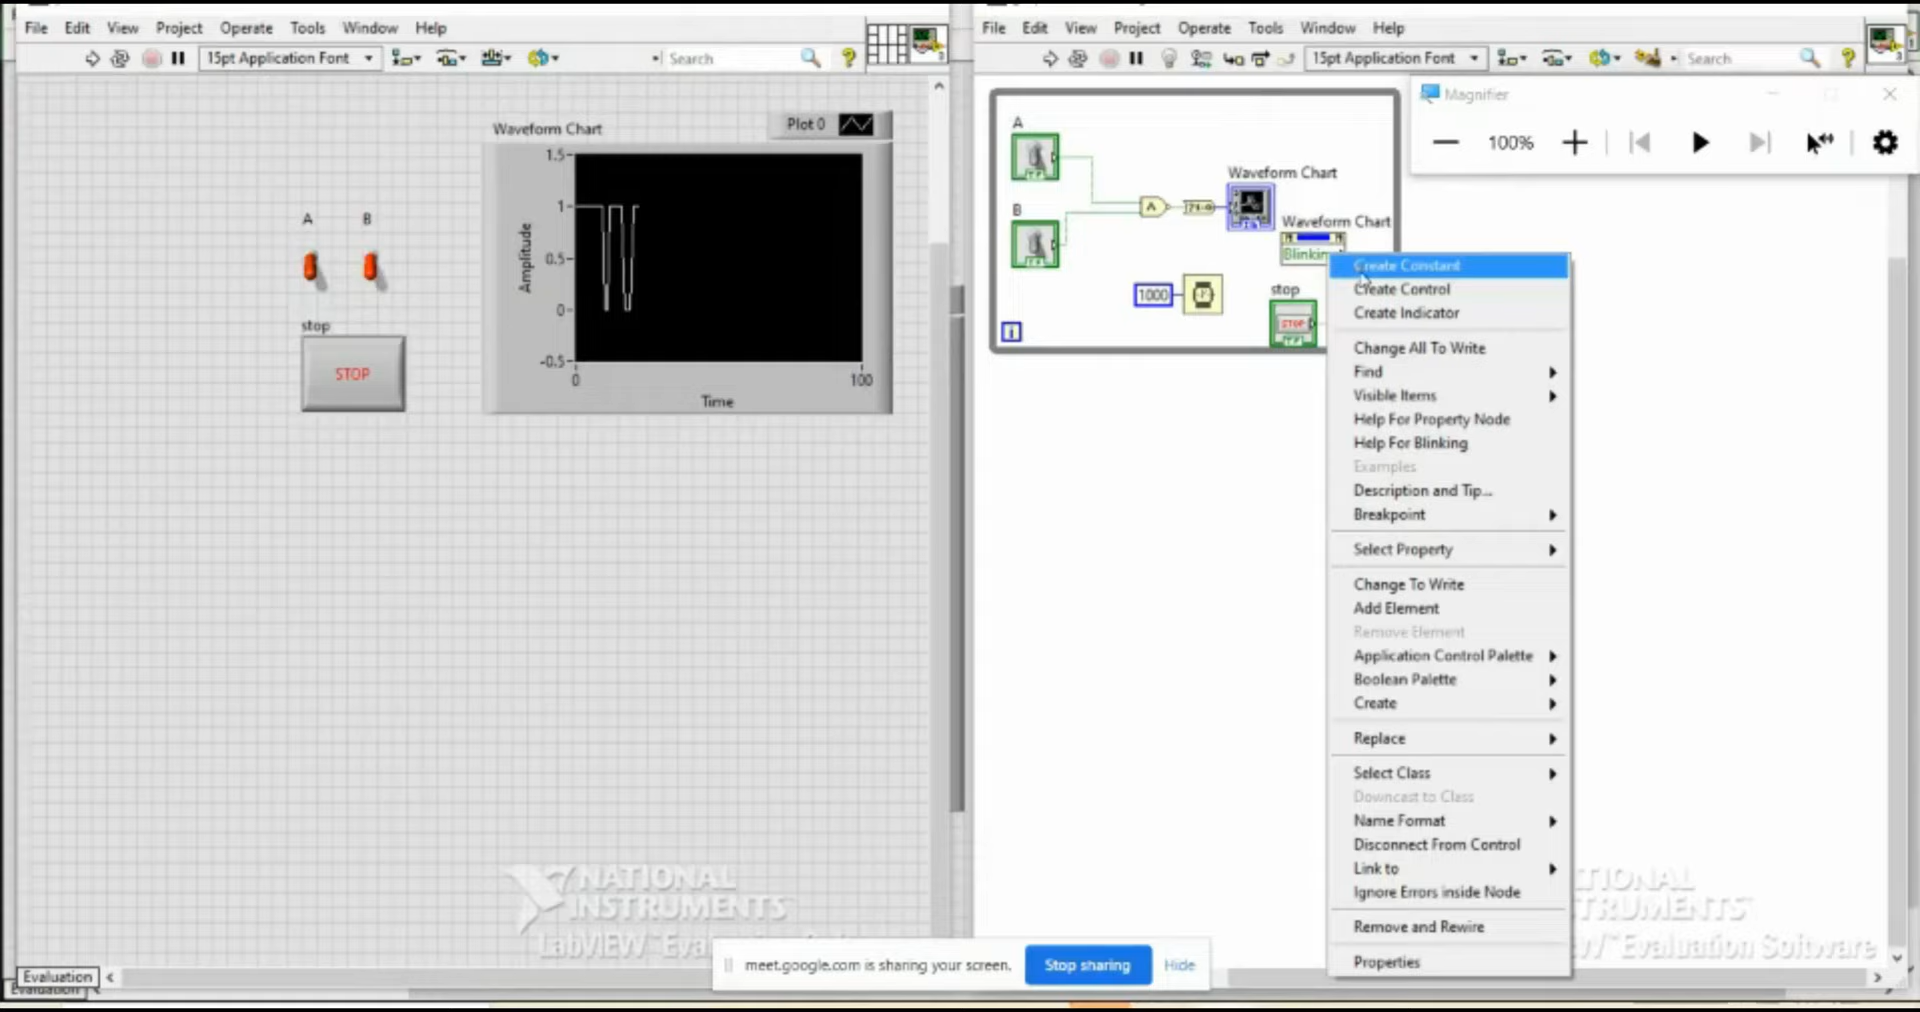 File Edit View Project Operate Tools Window Help
15pt Application Font
Search
Waveform Chart
Plot 0
1.5
1
0.5
0
-0.5
0
100
Amplitude
Time
A B
stop
STOP
NATIONAL
INSTRUMENTS
Evaluation
File Edit View Project Operate Tools Window Help
15pt Application Font
Search
Magnifier
100%
A
B
Waveform Chart
Waveform Chart
1000
stop
STOP
i
Create Constant
Create Control
Create Indicator
Change All To Write
Find
Visible Items
Help For Property Node
Help For Blinking
Examples
Description and Tip...
Breakpoint
Select Property
Change To Write
Add Element
Remove Element
Application Control Palette
Boolean Palette
Create
Replace
Select Class
Downcast to Class
Name Format
Disconnect From Control
Link to
Ignore Errors inside Node
Remove and Rewire
Properties
Evaluation Software
meet.google.com is sharing your screen.
Stop sharing
Hide